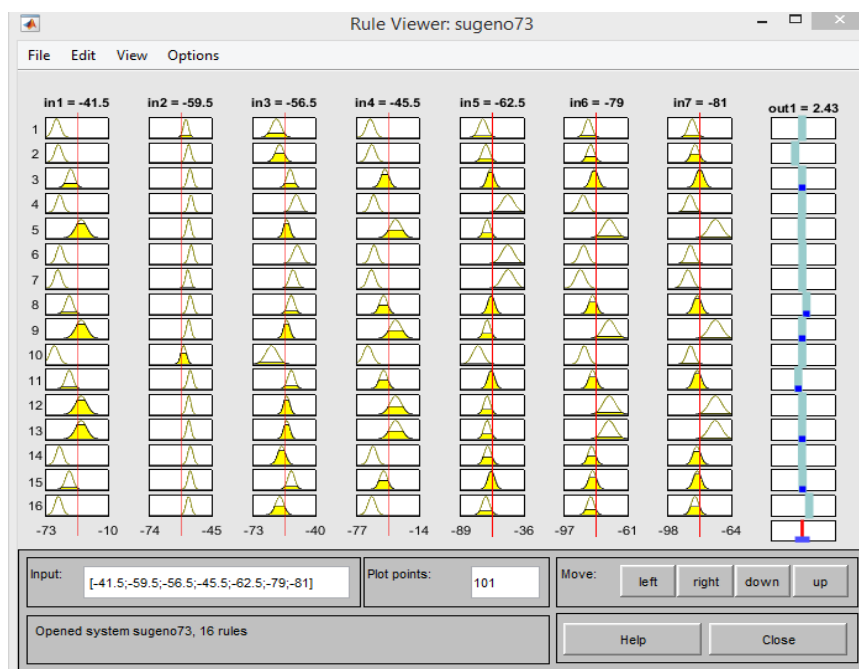 Rule Viewer: sugeno73
File Edit View Options
in1 = -41.5 in2 = -59.5 in3 = -56.5 in4 = -45.5 in5 = -62.5 in6 = -79 in7 = -81 out1 = 2.43
1
2
3
4
5
6
7
8
9
10
11
12
13
14
15
16
-73 -10 -74 -45 -73 -40 -77 -14 -89 -36 -97 -61 -98 -64
Input: [-41.5;-59.5;-56.5;-45.5;-62.5;-79;-81] Plot points: 101 Move: left right down up
Opened system sugeno73, 16 rules Help Close